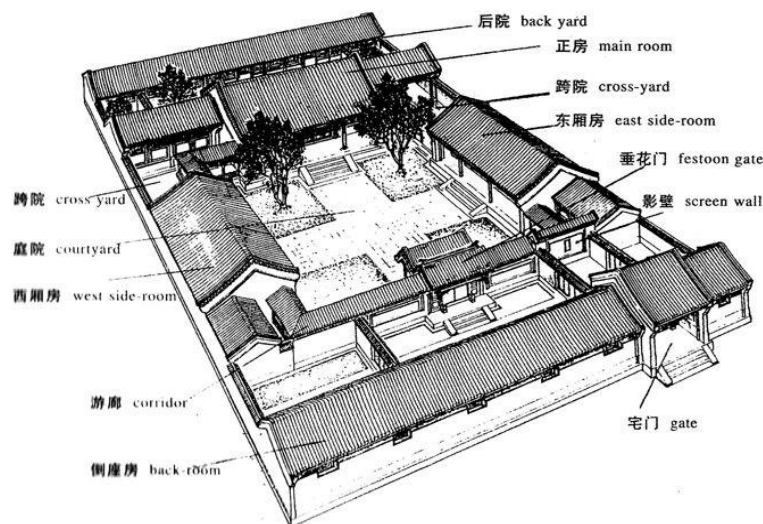 后院 back yard
正房 main room
跨院 cross-yard
东厢房 east side-room
垂花门 festoon gate
影壁 screen wall
跨院 cross yard
庭院 courtyard
西厢房 west side-room
游廊 corridor
倒座房 back-room
宅门 gate